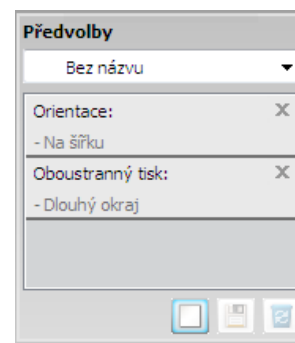 Předvolby
Bez názvu
Orientace:
- Na šířku
Oboustranný tisk:
- Dlouhý okraj